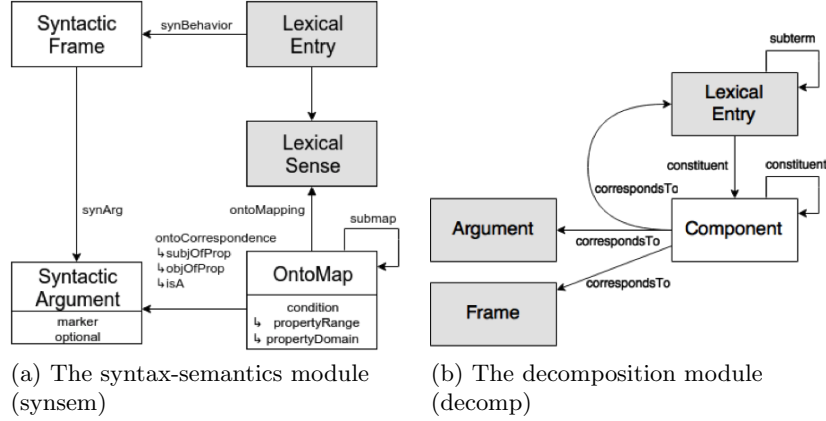 Syntactic
Frame
synBehavior
Lexical
Entry
Lexical
Sense
synArg
ontoMapping
submap
ontoCorrespondence
↳subjOfProp
↳objOfProp
↳isA
Syntactic
Argument
marker
optional
OntoMap
condition
↳ propertyRange
↳ propertyDomain
(a) The syntax-semantics module
(synsem)
subterm
Lexical
Entry
constituent
constituent
correspondsTo
Argument
correspondsTo
Component
correspondsTo
Frame
(b) The decomposition module
(decomp)